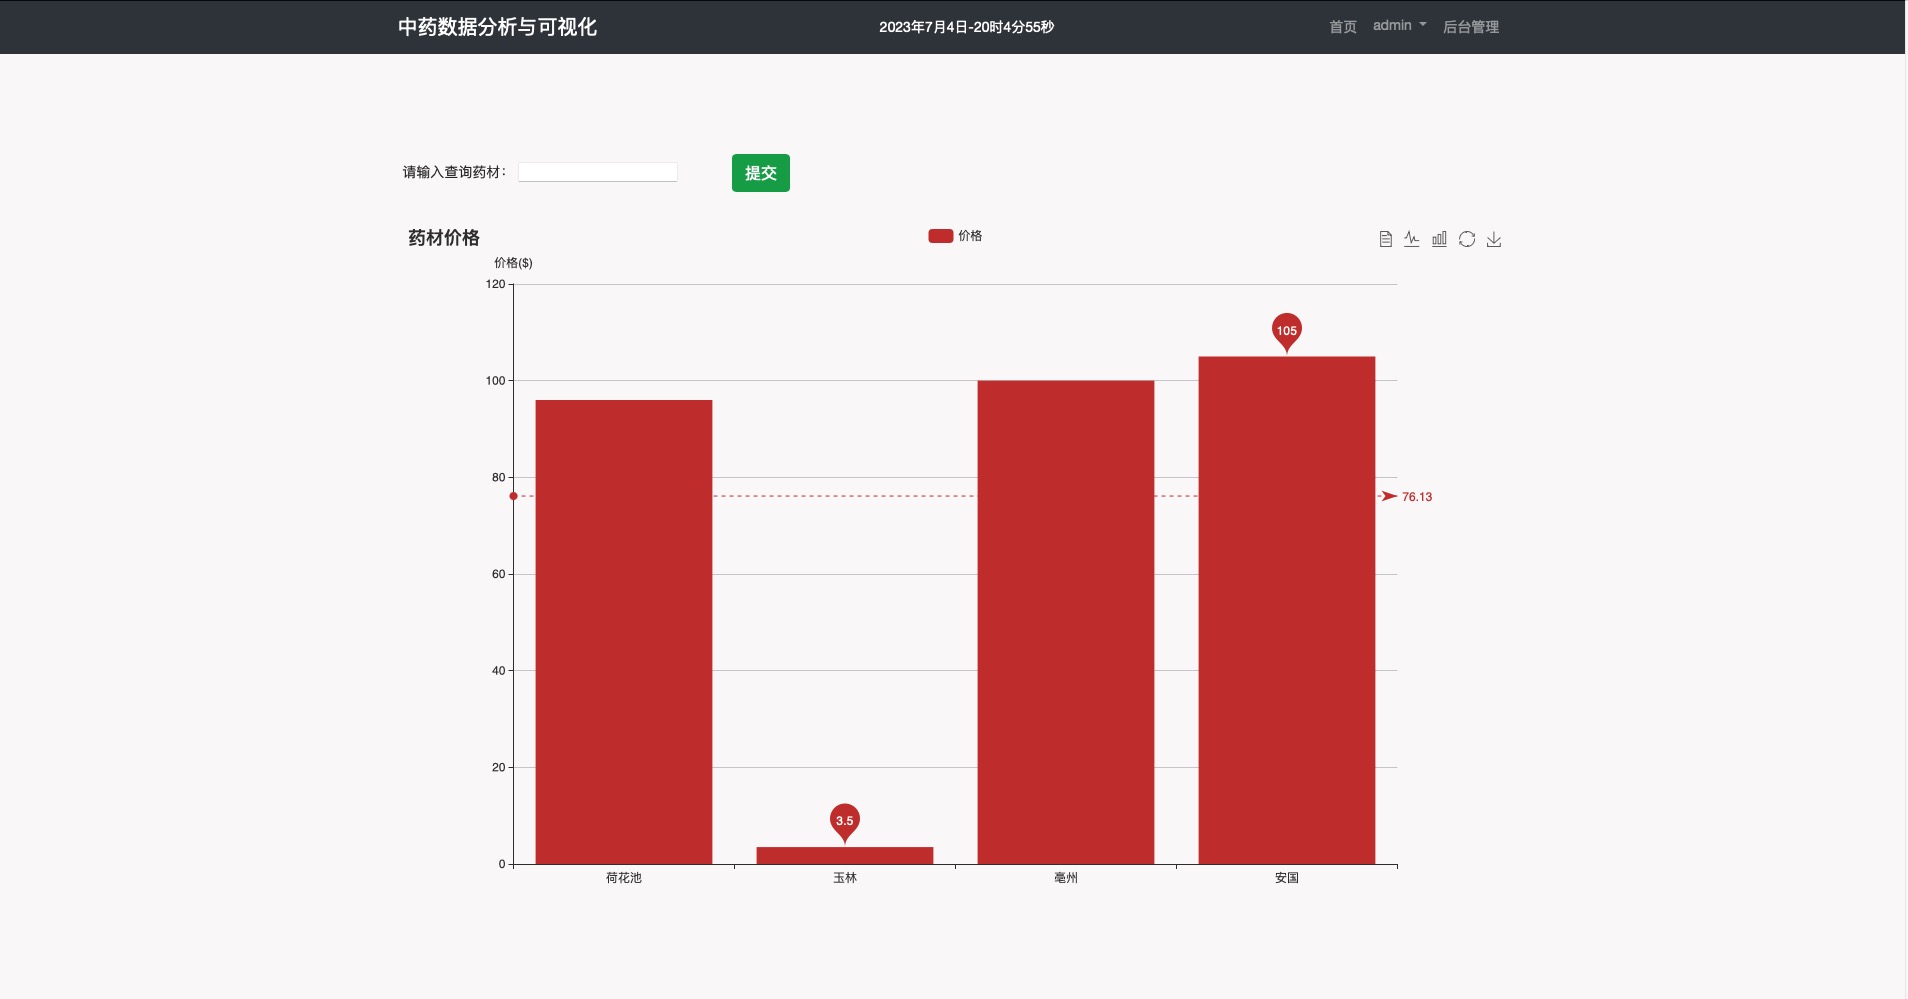 中药数据分析与可视化
2023年7月4日-20时4分55秒
首页 admin 后台管理
请输入查询药材：
提交
药材价格
价格
价格($)
120
105
100
80
76.13
60
40
20
3.5
0
荷花池 玉林 亳州 安国